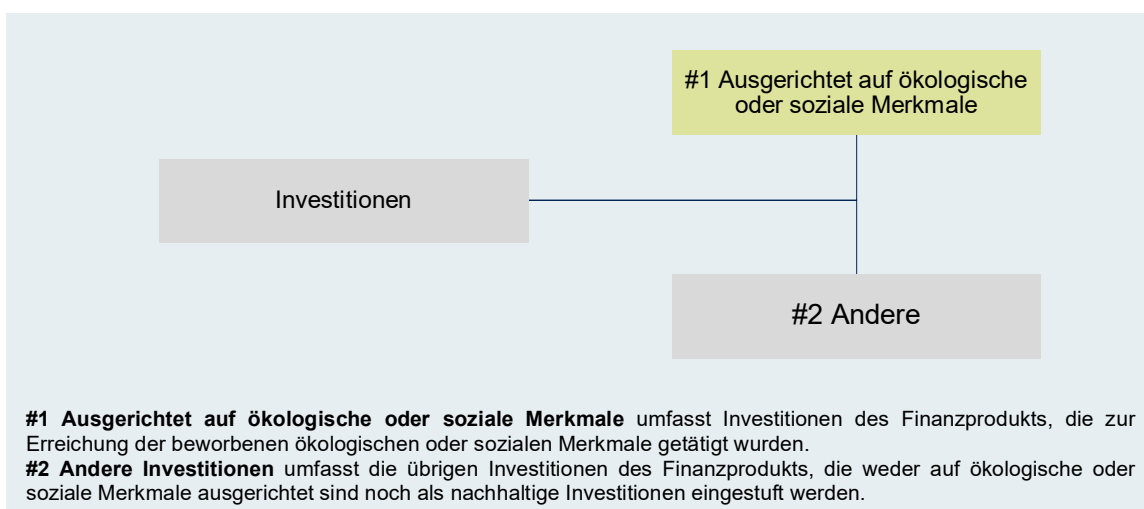 #1 Ausgerichtet auf ökologische
oder soziale Merkmale
Investitionen
#2 Andere
#1 Ausgerichtet auf ökologische oder soziale Merkmale umfasst Investitionen des Finanzprodukts, die zur
Erreichung der beworbenen ökologischen oder sozialen Merkmale getätigt wurden.
#2 Andere Investitionen umfasst die übrigen Investitionen des Finanzprodukts, die weder auf ökologische oder
soziale Merkmale ausgerichtet sind noch als nachhaltige Investitionen eingestuft werden.